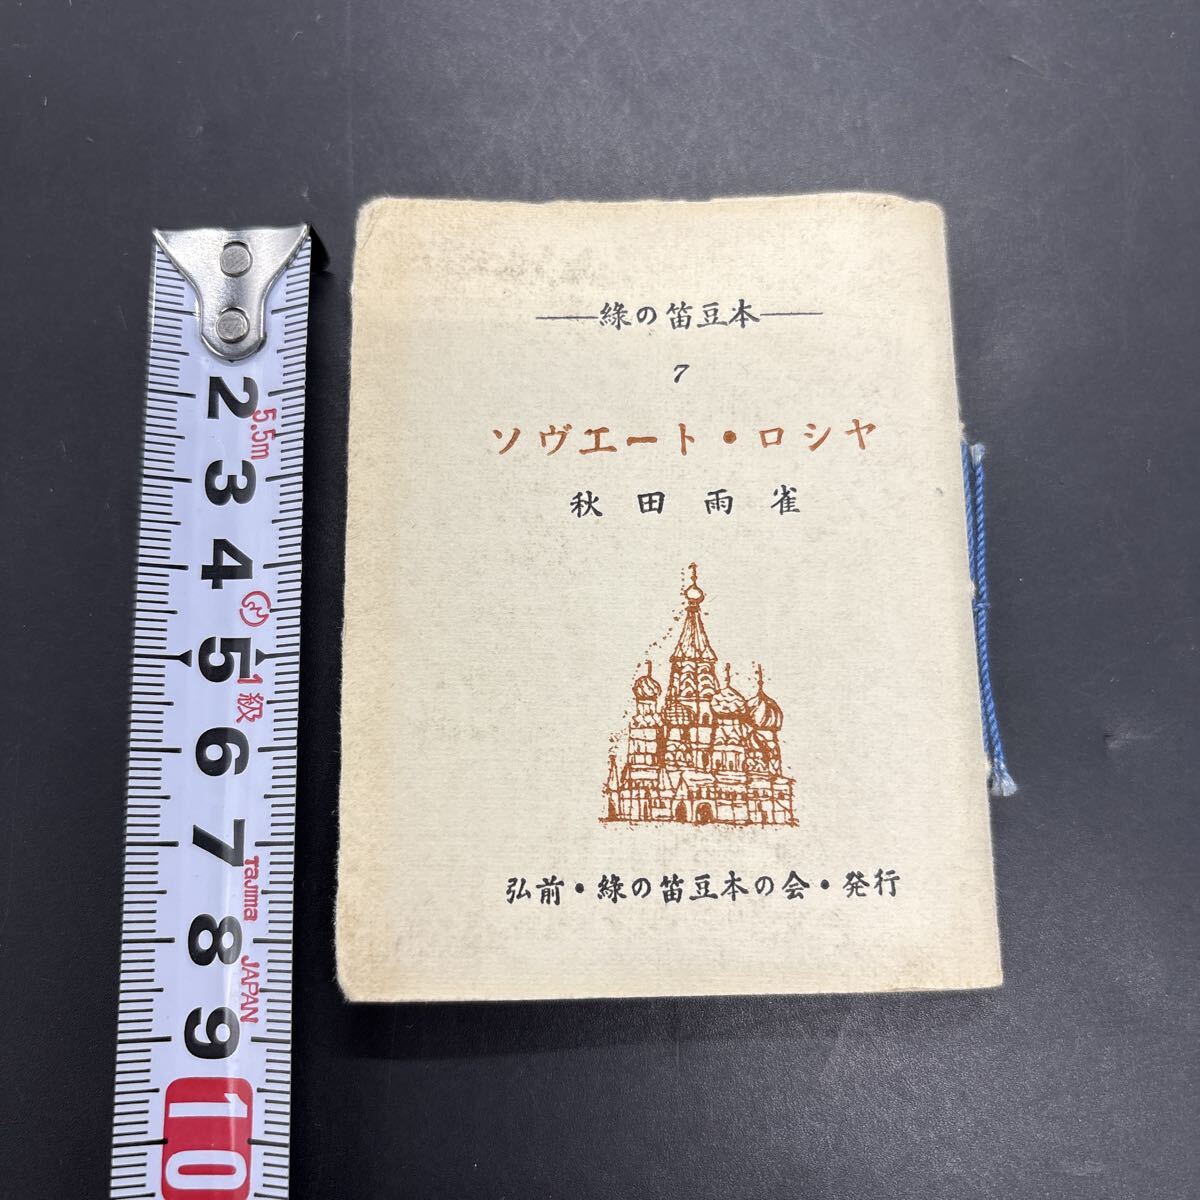 綠の笛豆本
7
ソヴエート・ロシヤ
秋田雨雀
弘前・綠の笛豆本の会・発行
2
3
4
5
6
7
8
9
10
5.5m
1級
Tajima
JAPAN